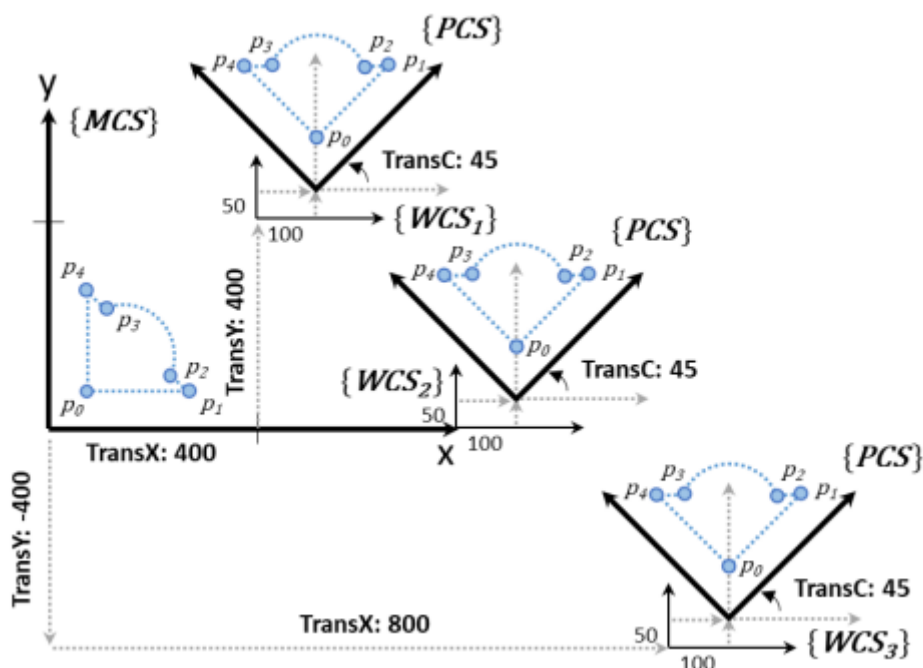 {PCS}
p4 p3 p2 p1
y
{MCS}
p0
TransC: 45
50
100
{WCS1}
{PCS}
p4
p3
p2
p1
p4 p3 p2 p1
TransY: 400
p0
{WCS2}
TransC: 45
p0
50
100
TransX: 400
x
{PCS}
p4 p3 p2 p1
TransY: -400
p0
TransC: 45
TransX: 800
50
100
{WCS3}